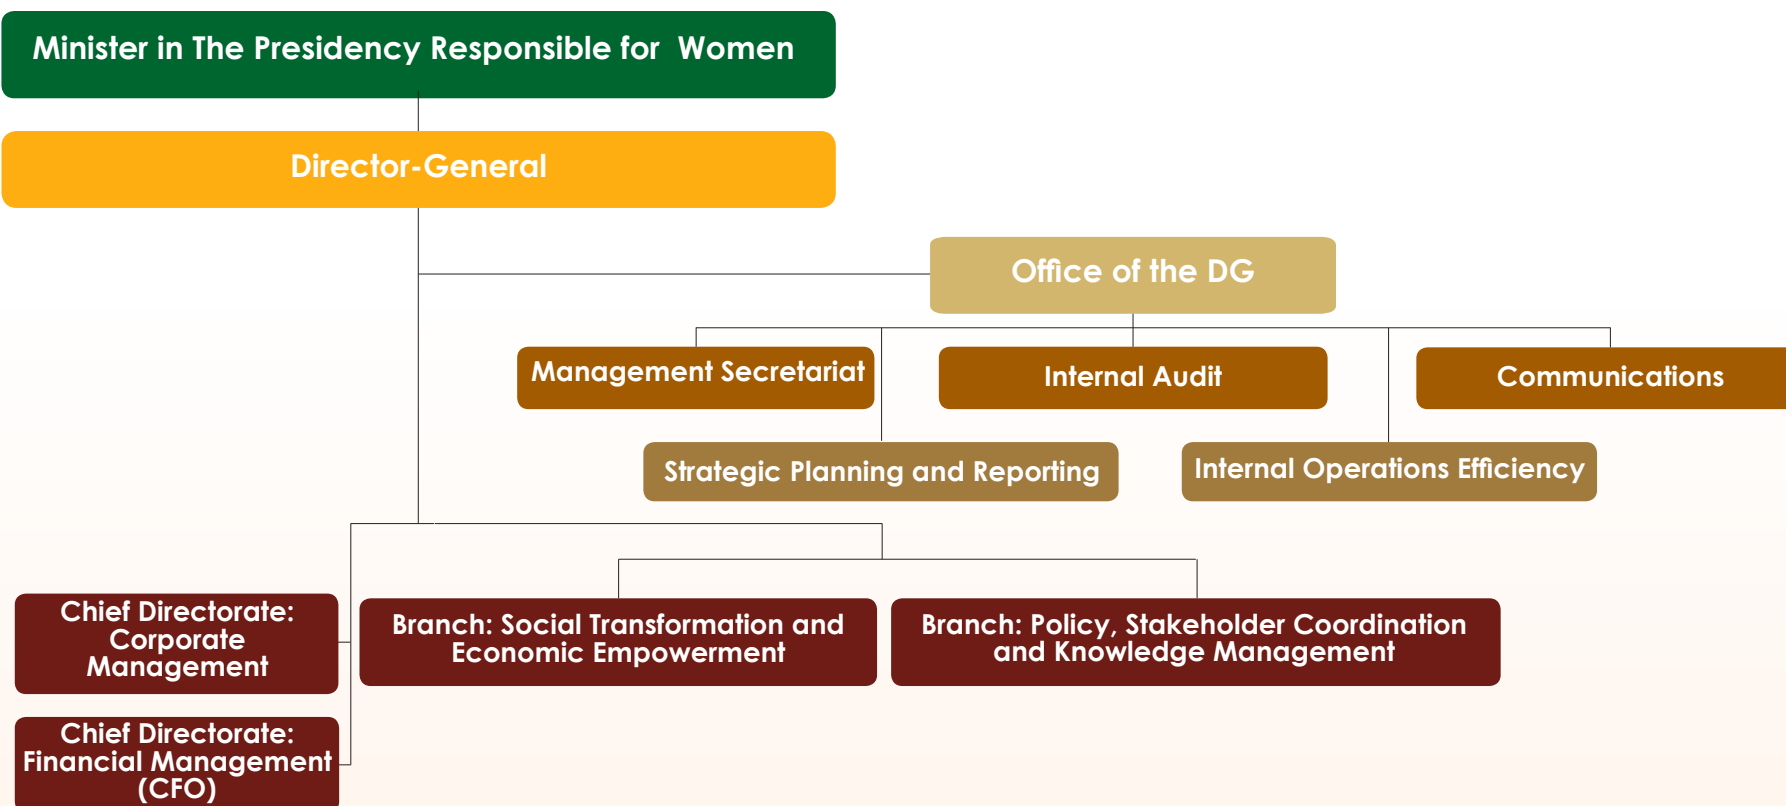 Minister in The Presidency Responsible for Women
Director-General
Office of the DG
Management Secretariat
Internal Audit
Communications
Strategic Planning and Reporting
Internal Operations Efficiency
Chief Directorate:
Corporate
Management
Branch: Social Transformation and
Economic Empowerment
Branch: Policy, Stakeholder Coordination
and Knowledge Management
Chief Directorate:
Financial Management
(CFO)